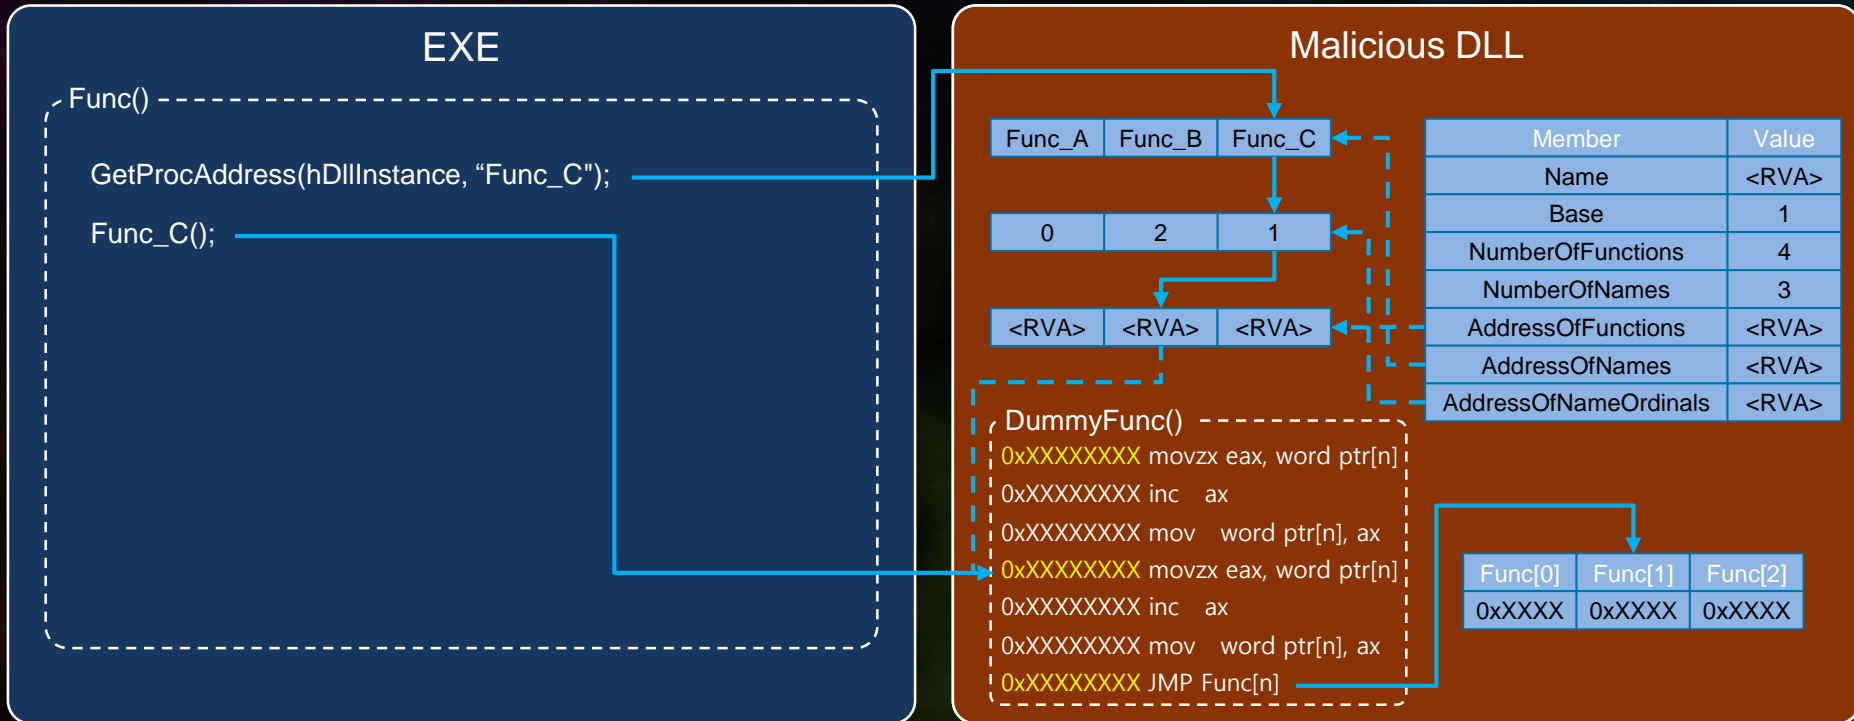 EXE
Func()
GetProcAddress(hDllInstance, “Func_C");
Func_C();
Malicious DLL
Func_A Func_B Func_C
0 2 1
<RVA> <RVA> <RVA>
Member Value
Name <RVA>
Base 1
NumberOfFunctions 4
NumberOfNames 3
AddressOfFunctions <RVA>
AddressOfNames <RVA>
AddressOfNameOrdinals <RVA>
DummyFunc()
0xXXXXXXXX movzx eax, word ptr[n]
0xXXXXXXXX inc ax
0xXXXXXXXX mov word ptr[n], ax
0xXXXXXXXX movzx eax, word ptr[n]
0xXXXXXXXX inc ax
0xXXXXXXXX mov word ptr[n], ax
0xXXXXXXXX JMP Func[n]
Func[0] Func[1] Func[2]
0xXXXX 0xXXXX 0xXXXX